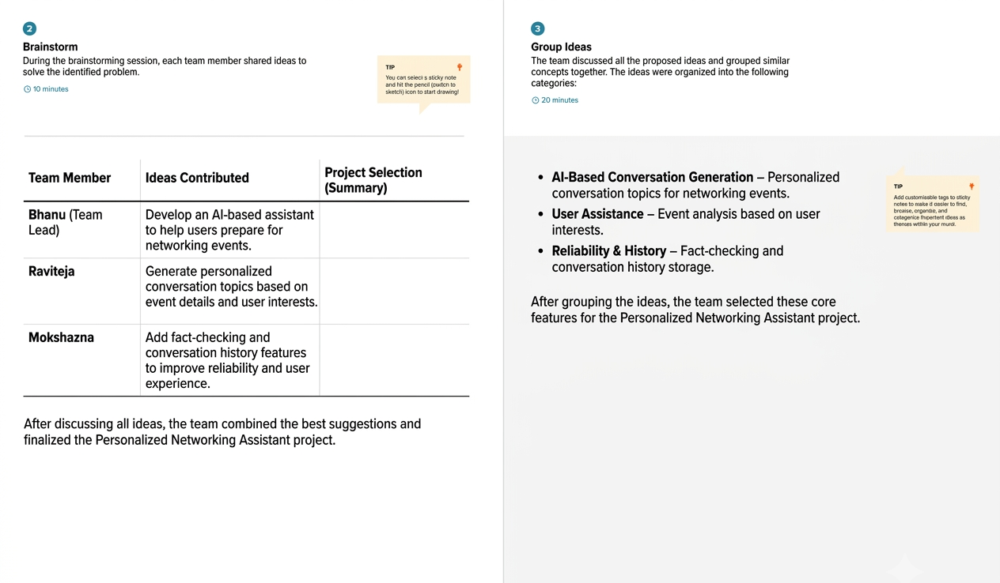 2
Brainstorm
During the brainstorming session, each team member shared ideas to
solve the identified problem.
10 minutes
TIP
You can select s sticky note
and hit the pencil (switch to
sketch) icon to start drawing!
Team Member
Ideas Contributed
Project Selection
(Summary)
Bhanu (Team
Lead)
Develop an AI-based assistant
to help users prepare for
networking events.
Raviteja
Generate personalized
conversation topics based on
event details and user interests.
Mokshazna
Add fact-checking and
conversation history features
to improve reliability and user
experience.
After discussing all ideas, the team combined the best suggestions and
finalized the Personalized Networking Assistant project.
3
Group Ideas
The team discussed all the proposed ideas and grouped similar
concepts together. The ideas were organized into the following
categories:
20 minutes
• AI-Based Conversation Generation – Personalized
conversation topics for networking events.
• User Assistance – Event analysis based on user
interests.
• Reliability & History – Fact-checking and
conversation history storage.
TIP
Add customisable tags to sticky
notes to make it easier to find,
organize, and
ideas as
themes within your
After grouping the ideas, the team selected these core
features for the Personalized Networking Assistant project.